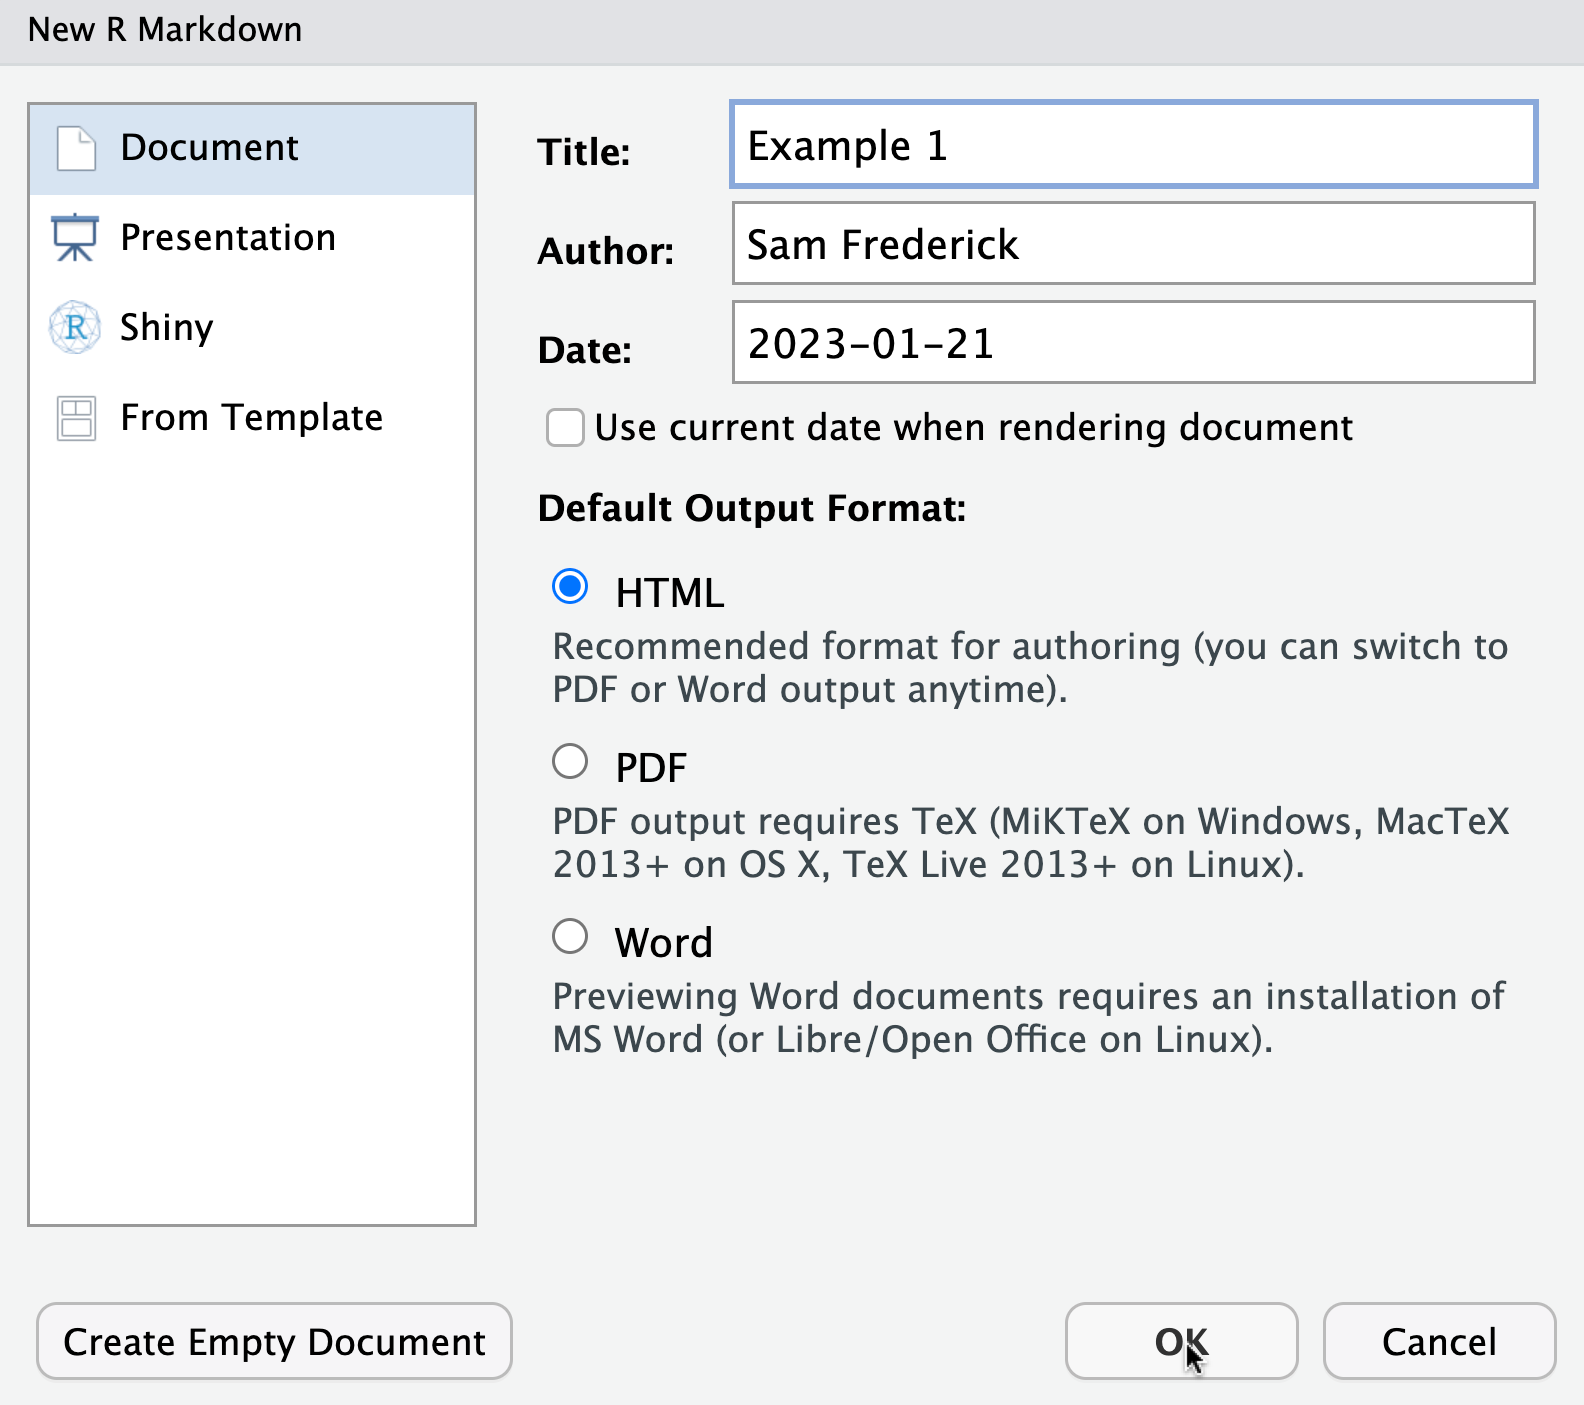 New R Markdown
Document
Presentation
Shiny
From Template
Title:
Example 1
Author:
Sam Frederick
Date:
2023-01-21
Use current date when rendering document
Default Output Format:
HTML
Recommended format for authoring (you can switch to
PDF or Word output anytime).
PDF
PDF output requires TeX (MiKTeX on Windows, MacTeX
2013+ on OS X, TeX Live 2013+ on Linux).
Word
Previewing Word documents requires an installation of
MS Word (or Libre/Open Office on Linux).
Create Empty Document
OK
Cancel